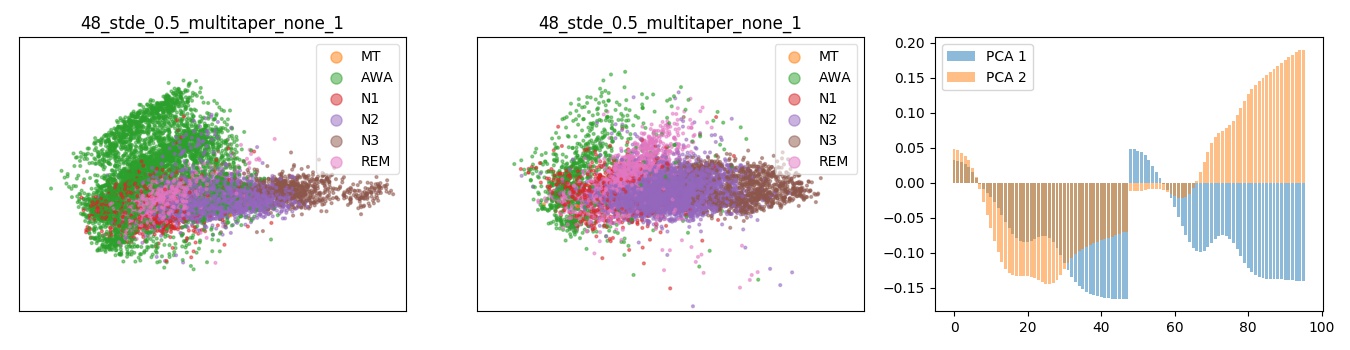 48_stde_0.5_multitaper_none_1
MT
AWA
N1
N2
N3
REM
48_stde_0.5_multitaper_none_1
MT
AWA
N1
N2
N3
REM
PCA 1
PCA 2
0.20
0.15
0.10
0.05
0.00
−0.05
−0.10
−0.15
0 20 40 60 80 100